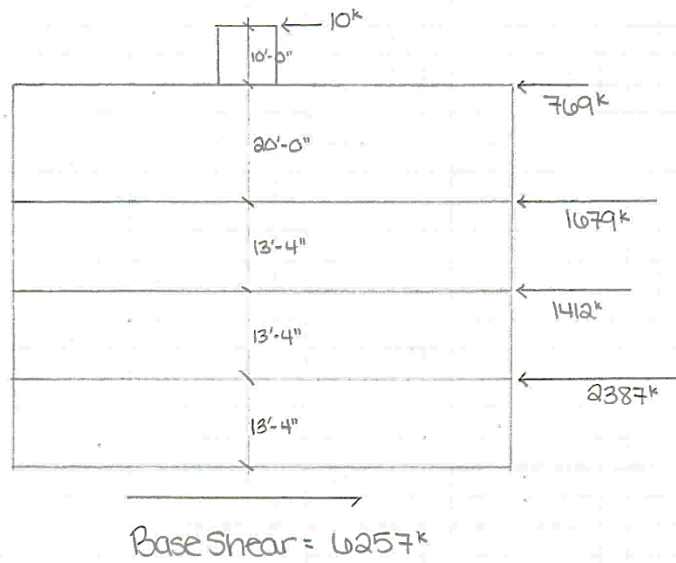 10ᵏ
10'-0"
769ᵏ
20'-0"
1679ᵏ
13'-4"
1412ᵏ
13'-4"
2387ᵏ
13'-4"
Base Shear = 6257ᵏ